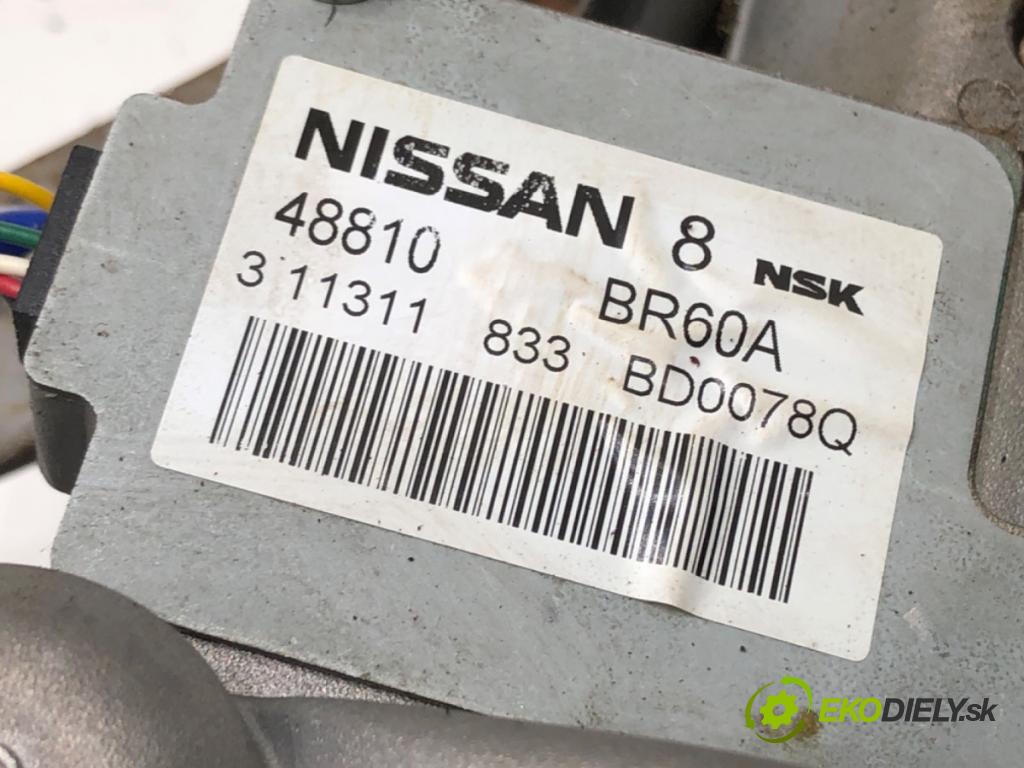 NISSAN 8 NSK
48810 BR60A
3 11311 833 BD0078Q
EKODIELY.sk